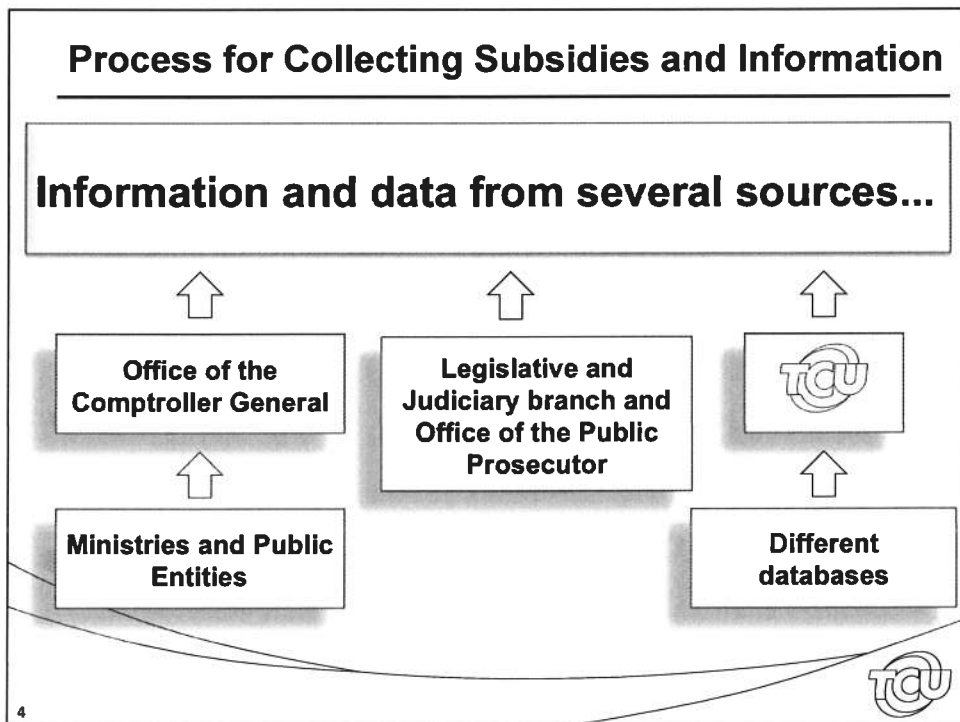 Process for Collecting Subsidies and Information
Information and data from several sources...
Office of the
Comptroller General
Legislative and
Judiciary branch and
Office of the Public
Prosecutor
TCU
Ministries and Public
Entities
Different
databases
TCU
4